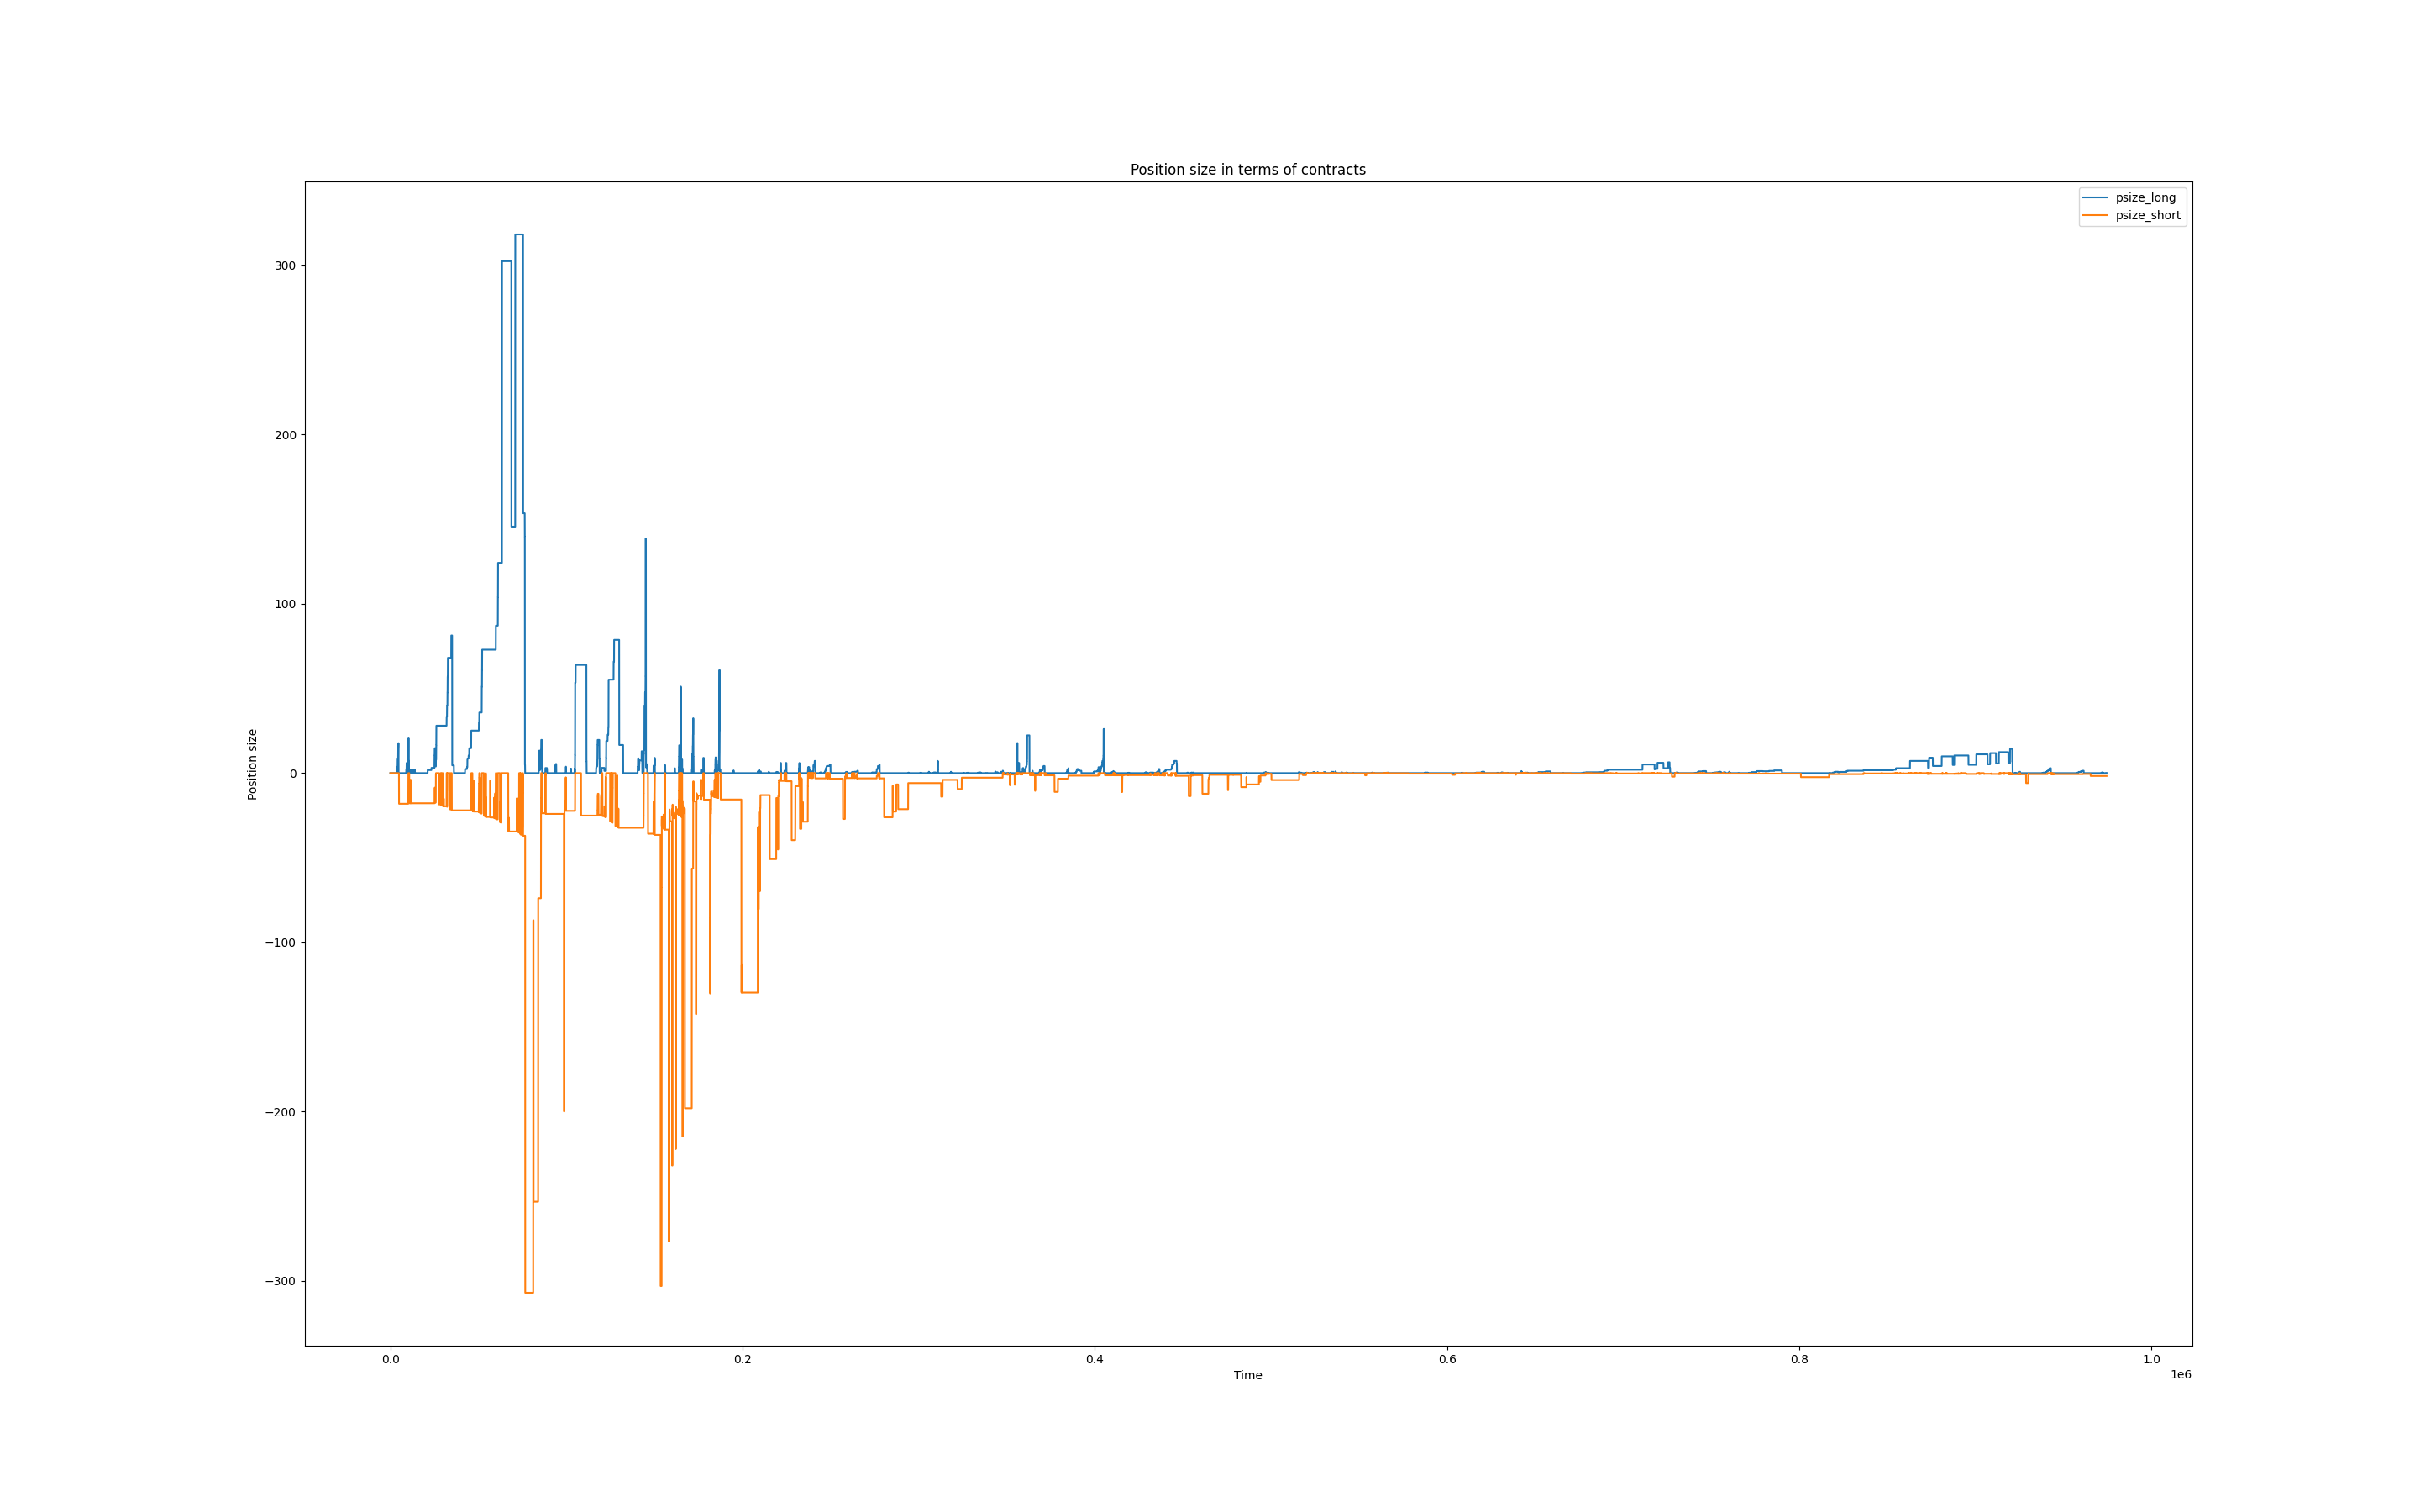 Position size in terms of contracts
psize_long
psize_short
300
200
100
0
−100
−200
−300
Position size
0.0
0.2
0.4
0.6
0.8
1.0
Time
1e6